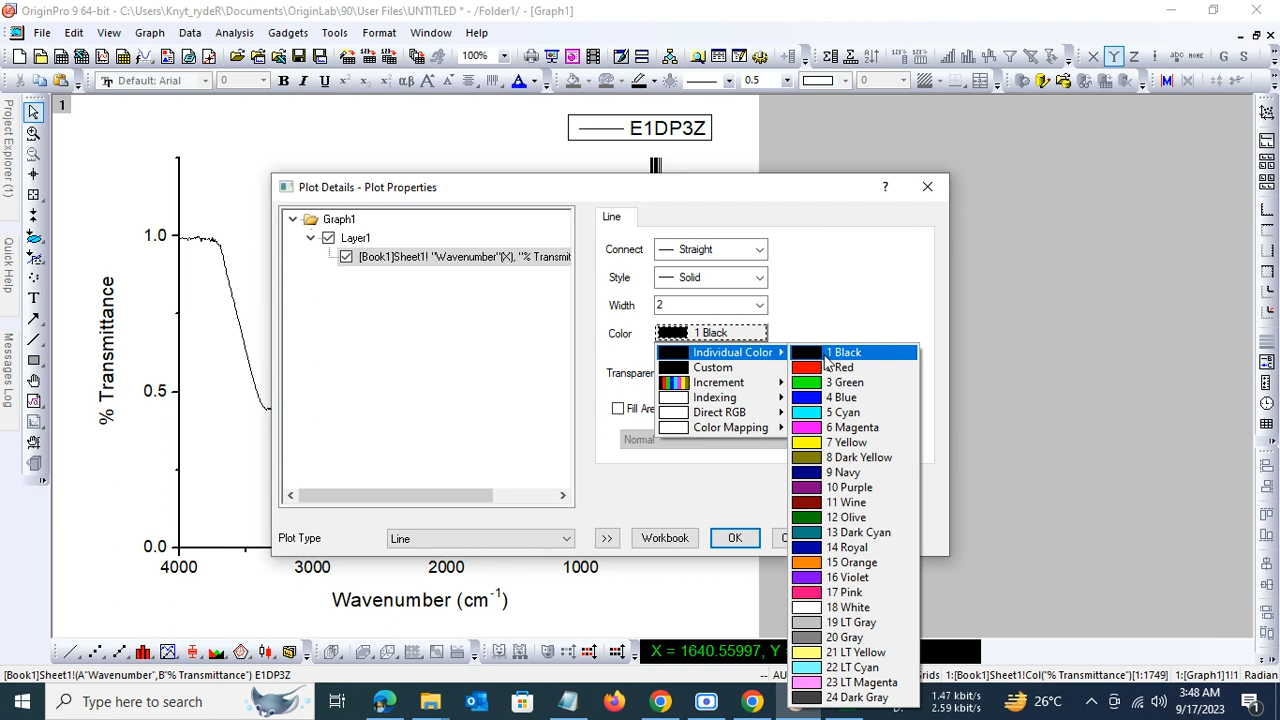 OriginPro 9 64-bit - C:\Users\Knyt_rydeR\Documents\OriginLab\90\User Files\UNTITLED * - /Folder1/ - [Graph1]
File Edit View Graph Data Analysis Gadgets Tools Format Window Help
100%
Default: Arial 0 B I U αβ A A 0.5 0
Project Explorer (1)
Quick Help
Messages Log
1
E1DP3Z
1.0
0.5
0.0
% Transmittance
4000 3000 2000 1000
Wavenumber (cm-1)
Plot Details - Plot Properties
?
Graph1
Layer1
[Book1]Sheet1! "Wavenumber"(X), "% Transmit
Line
Connect Straight
Style Solid
Width 2
Color 1 Black
Transparen
Fill Are
Normal
Individual Color
Custom
Increment
Indexing
Direct RGB
Color Mapping
1 Black
Red
3 Green
4 Blue
5 Cyan
6 Magenta
7 Yellow
8 Dark Yellow
9 Navy
10 Purple
11 Wine
12 Olive
13 Dark Cyan
14 Royal
15 Orange
16 Violet
17 Pink
18 White
19 LT Gray
20 Gray
21 LT Yellow
22 LT Cyan
23 LT Magenta
24 Dark Gray
Plot Type Line >> Workbook OK
X = 1640.55997, Y
[Book1]Sheet1!(A"Wavenumber",B"% Transmittance") E1DP3Z -- AU rids 1:[Book1]Sheet1!Col("% Transmittance")[1:1749] 1:[Graph1]1!1 Radian
Type here to search
1.47 kbit/s
2.59 kbit/s
26°C
3:48 AM
9/17/2023